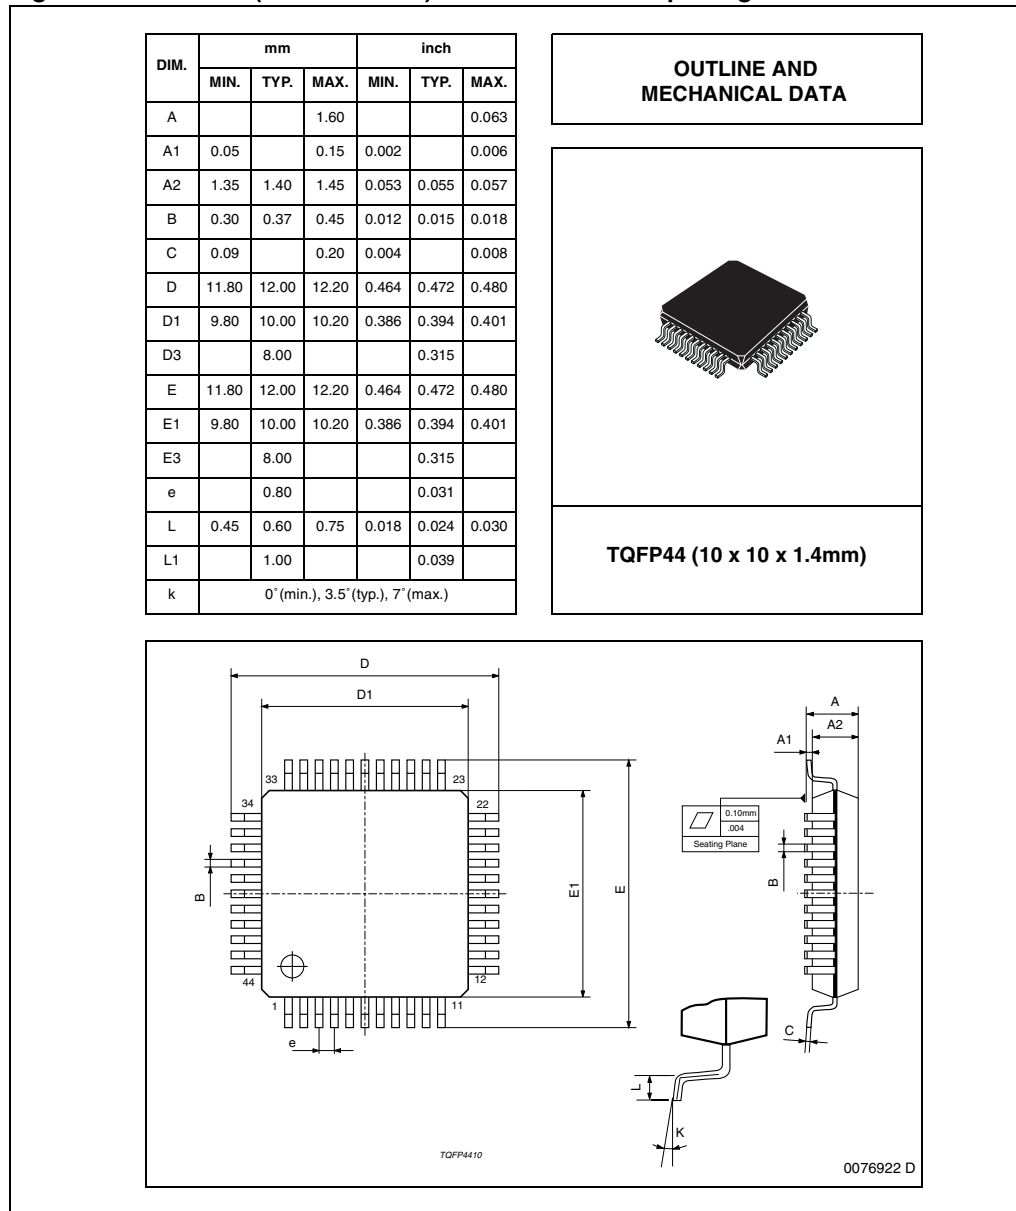 DIM. mm inch
MIN. TYP. MAX. MIN. TYP. MAX.
A 1.60 0.063
A1 0.05 0.15 0.002 0.006
A2 1.35 1.40 1.45 0.053 0.055 0.057
B 0.30 0.37 0.45 0.012 0.015 0.018
C 0.09 0.20 0.004 0.008
D 11.80 12.00 12.20 0.464 0.472 0.480
D1 9.80 10.00 10.20 0.386 0.394 0.401
D3 8.00 0.315
E 11.80 12.00 12.20 0.464 0.472 0.480
E1 9.80 10.00 10.20 0.386 0.394 0.401
E3 8.00 0.315
e 0.80 0.031
L 0.45 0.60 0.75 0.018 0.024 0.030
L1 1.00 0.039
k 0˚(min.), 3.5˚(typ.), 7˚(max.)
OUTLINE AND
MECHANICAL DATA
TQFP44 (10 x 10 x 1.4mm)
D
D1
A
A2
A1
33
23
34
22
0.10mm
.004
Seating Plane
B
E1
E
B
44
12
1
11
e
C
L
K
TQFP4410
0076922 D